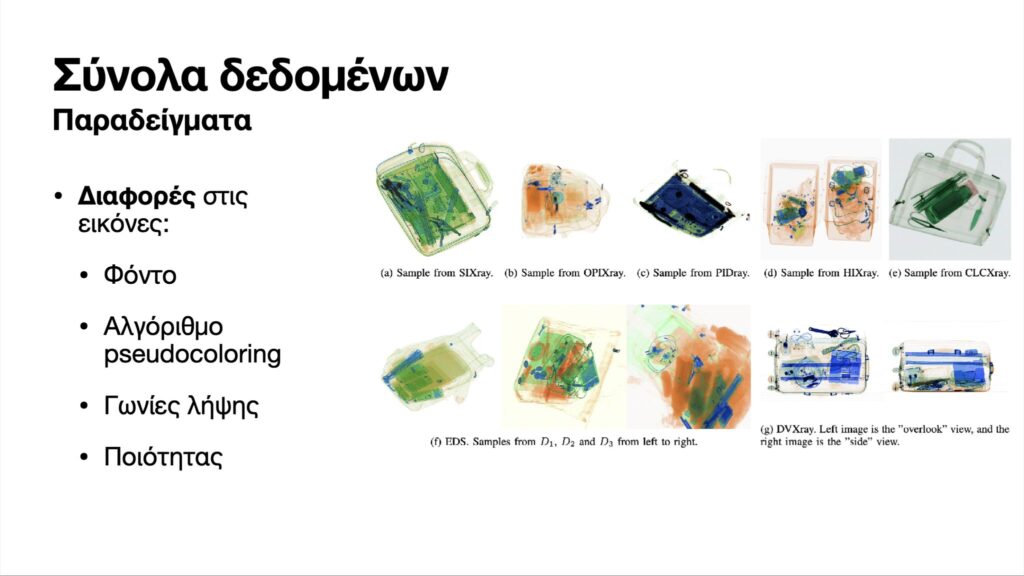 Σύνολα δεδομένων
Παραδείγματα
• Διαφορές στις
εικόνες:
• Φόντο
• Αλγόριθμο
pseudocoloring
• Γωνίες λήψης
• Ποιότητας
(a) Sample from SIXray.
(b) Sample from OPIXray.
(c) Sample from PIDray.
(d) Sample from HIXray.
(e) Sample from CLCXray.
(f) EDS. Samples from D₁, D₂ and D₃ from left to right.
(g) DVXray. Left image is the "overlook" view, and the
right image is the "side" view.